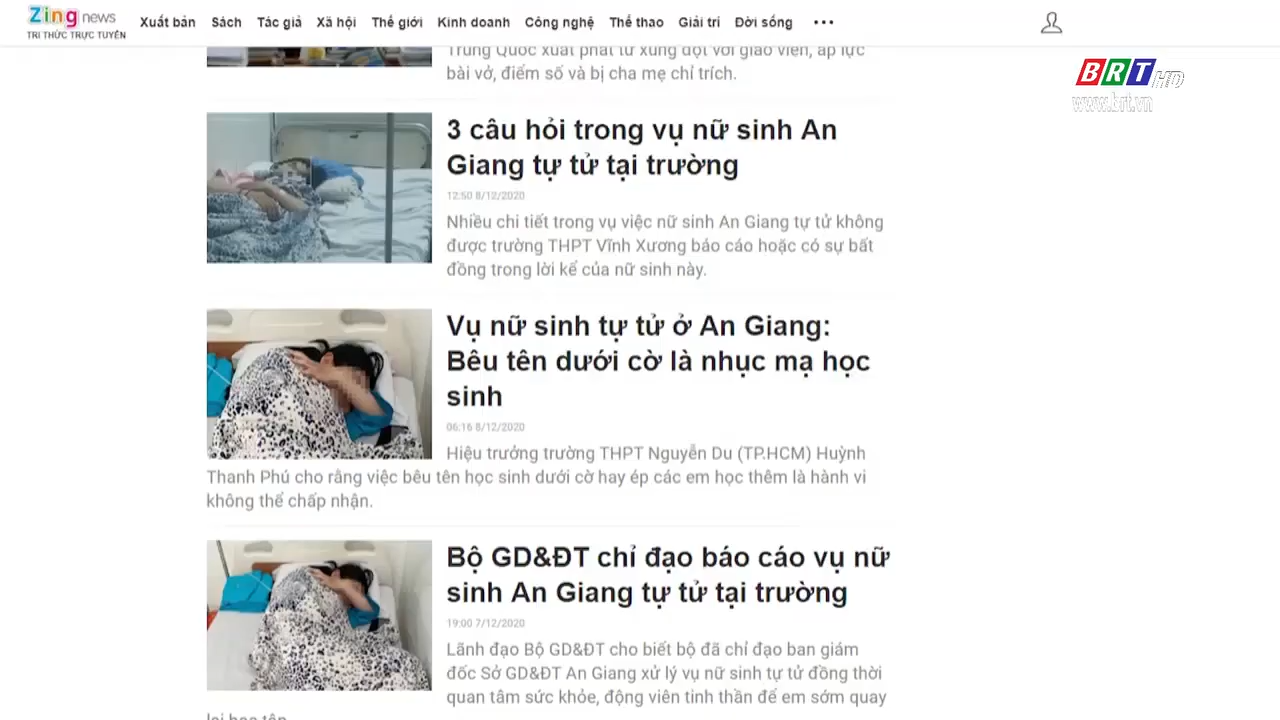 Zing news
TRI THỨC TRỰC TUYẾN
Xuất bản Sách Tác giả Xã hội Thế giới Kinh doanh Công nghệ Thể thao Giải trí Đời sống
BRT HD
www.brt.vn
Trung Quốc xuất phát từ xung đột với giáo viên, áp lực
bài vở, điểm số và bị cha mẹ chỉ trích.
3 câu hỏi trong vụ nữ sinh An
Giang tự tử tại trường
12:50 8/12/2020
Nhiều chi tiết trong vụ việc nữ sinh An Giang tự tử không
được trường THPT Vĩnh Xương báo cáo hoặc có sự bất
đồng trong lời kể của nữ sinh này.
Vụ nữ sinh tự tử ở An Giang:
Bêu tên dưới cờ là nhục mạ học
sinh
06:16 8/12/2020
Hiệu trưởng trường THPT Nguyễn Du (TP.HCM) Huỳnh
Thanh Phú cho rằng việc bêu tên học sinh dưới cờ hay ép các em học thêm là hành vi
không thể chấp nhận.
Bộ GD&ĐT chỉ đạo báo cáo vụ nữ
sinh An Giang tự tử tại trường
19:00 7/12/2020
Lãnh đạo Bộ GD&ĐT cho biết bộ đã chỉ đạo ban giám
đốc Sở GD&ĐT An Giang xử lý vụ nữ sinh tự tử đồng thời
quan tâm sức khỏe, động viên tinh thần để em sớm quay